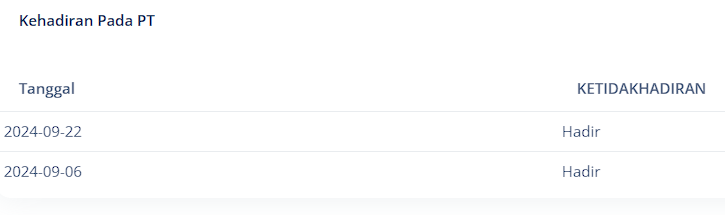 Kehadiran Pada PT
Tanggal KETIDAKHADIRAN
2024-09-22 Hadir
2024-09-06 Hadir